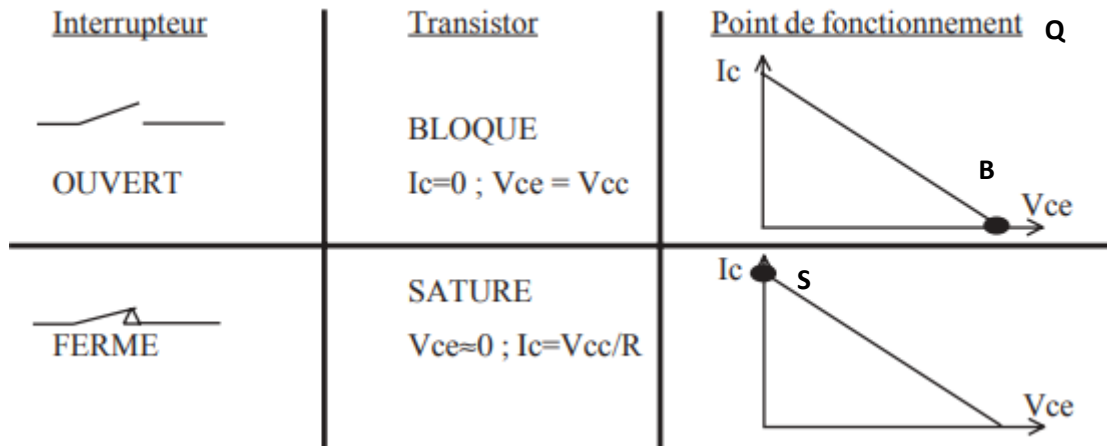 Interrupteur
Transistor
Point de fonctionnement Q
Ic
BLOQUE
OUVERT
Ic=0 ; Vce = Vcc
B
Vce
Ic
S
SATURE
FERME
Vce≈0 ; Ic=Vcc/R
Vce